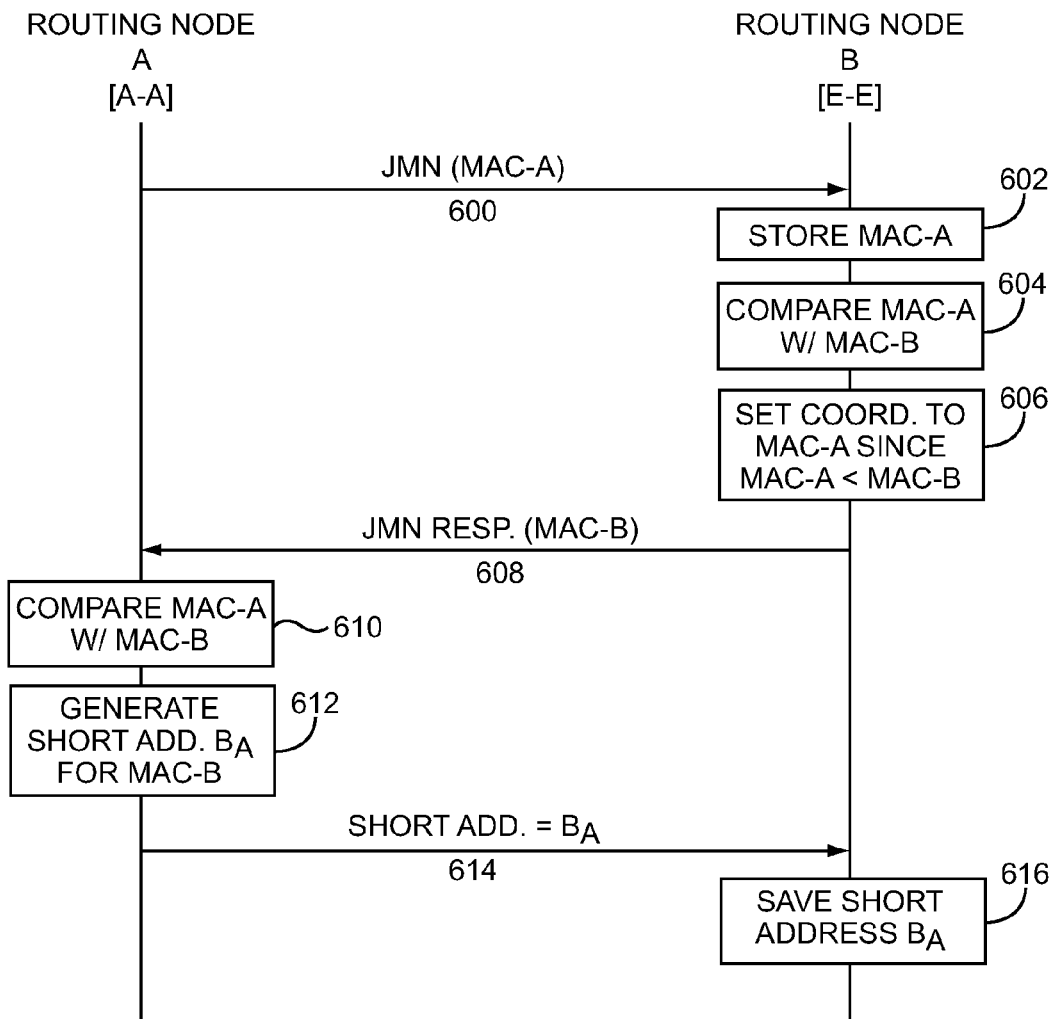 ROUTING NODE
A
[A-A]
ROUTING NODE
B
[E-E]
JMN (MAC-A)
600
602
STORE MAC-A
604
COMPARE MAC-A
W/ MAC-B
606
SET COORD. TO
MAC-A SINCE
MAC-A < MAC-B
JMN RESP. (MAC-B)
608
COMPARE MAC-A
W/ MAC-B
610
612
GENERATE
SHORT ADD. BA
FOR MAC-B
SHORT ADD. = BA
614
616
SAVE SHORT
ADDRESS BA